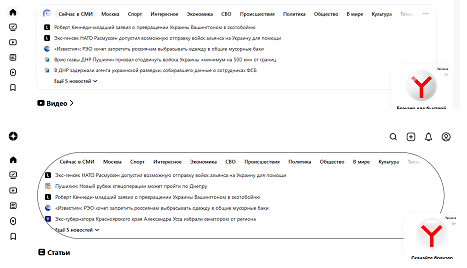 Сейчас в СМИ Москва Спорт Интересное Экономика СВО Происшествия Политика Общество В мире Культура
Роберт Кеннеди-младший заявил о превращении Украины Вашингтоном в скотобойню
Экс-генсек НАТО Расмуссен допустил возможную отправку войск альянса на Украину для помощи
«Известия»: РЭО хочет запретить россиянам выбрасывать одежду в общие мусорные баки
Врио главы ДНР Пушилин призвал отодвинуть войска Украины «минимум на 500 км» от границ
В ДНР задержали агента украинской разведки, собиравшего данные о сотрудниках ФСБ
Ещё 5 новостей
Видео
Сейчас в СМИ Москва Спорт Интересное Экономика СВО Происшествия Политика Общество В мире Культура
Экс-генсек НАТО Расмуссен допустил возможную отправку войск альянса на Украину для помощи
Пушилин: Новый рубеж спецоперации может пройти по Днепру
Роберт Кеннеди-младший заявил о превращении Украины Вашингтоном в скотобойню
«Известия»: РЭО хочет запретить россиянам выбрасывать одежду в общие мусорные баки
Экс-губернатора Красноярского края Александра Усса избрали сенатором от региона
Ещё 5 новостей
Статьи